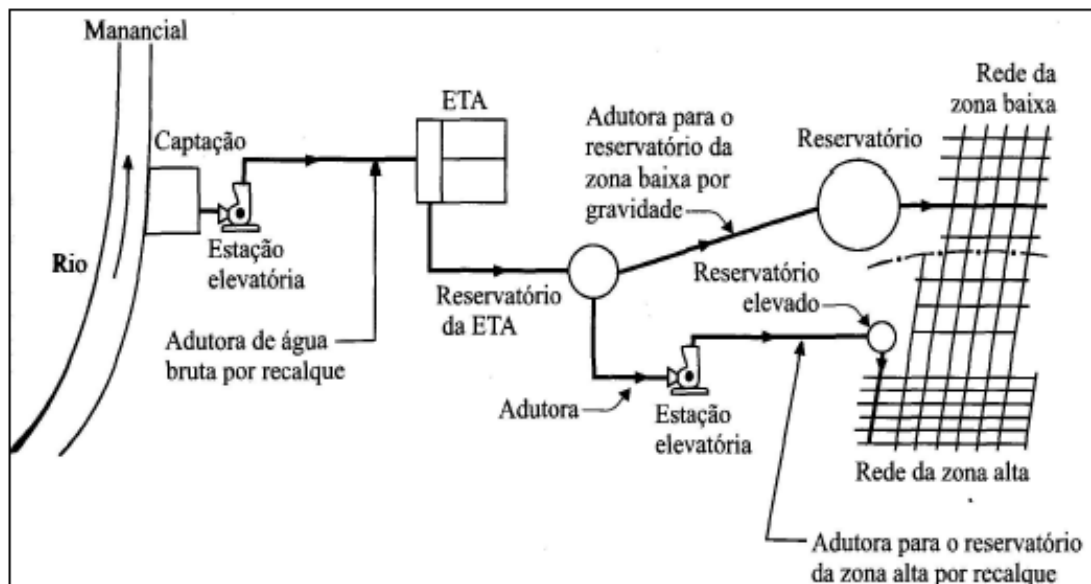 Manancial
Captação
Rio
Estação
elevatória
Adutora de água
bruta por recalque
ETA
Reservatório
da ETA
Adutora para o
reservatório da
zona baixa por
gravidade
Reservatório
Rede da
zona baixa
Reservatório
elevado
Adutora
Estação
elevatória
Rede da zona alta
Adutora para o reservatório
da zona alta por recalque